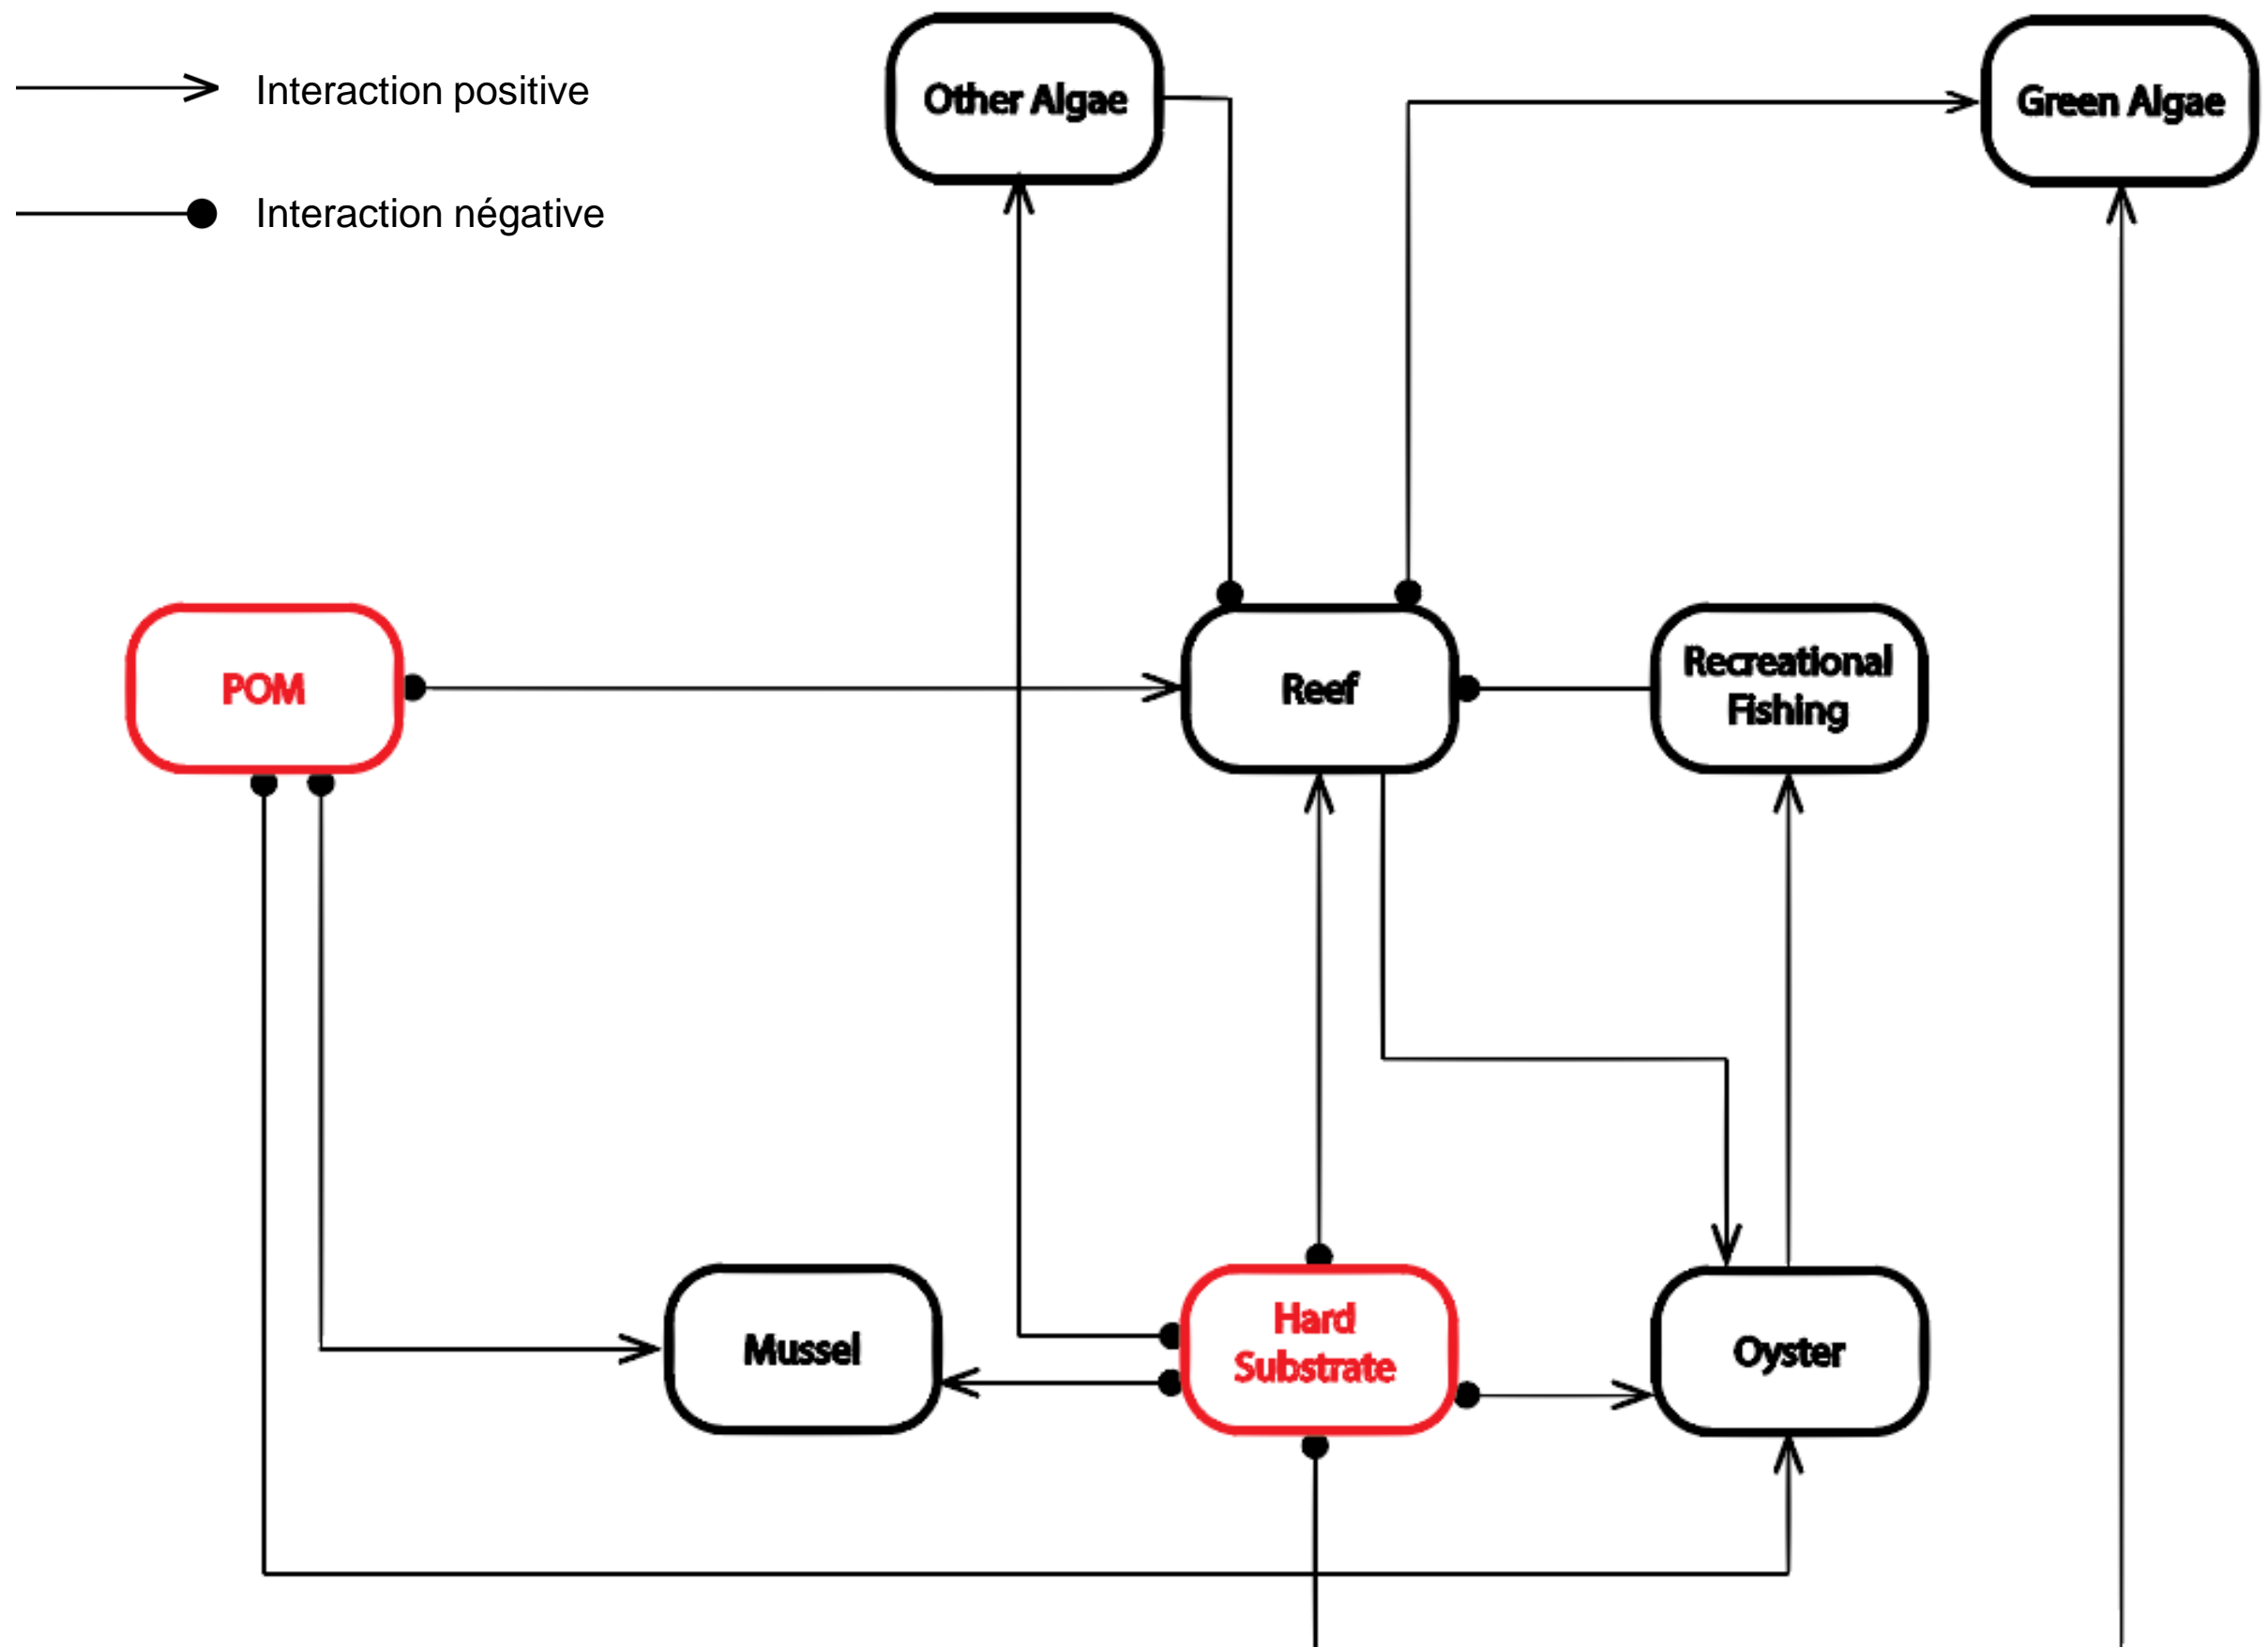 Interaction positive
Interaction négative
Other Algae
Green Algae
POM
Reef
Recreational
Fishing
Mussel
Hard
Substrate
Oyster